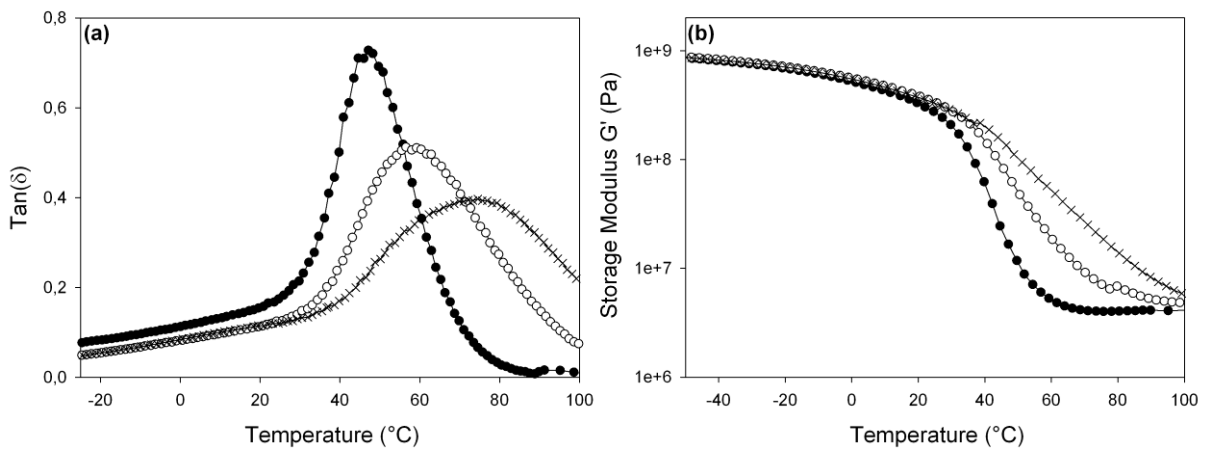 (a)
Tan(δ)
0,8
0,6
0,4
0,2
0,0
-20 0 20 40 60 80 100
Temperature (°C)
(b)
Storage Modulus G' (Pa)
1e+9
1e+8
1e+7
1e+6
-40 -20 0 20 40 60 80 100
Temperature (°C)